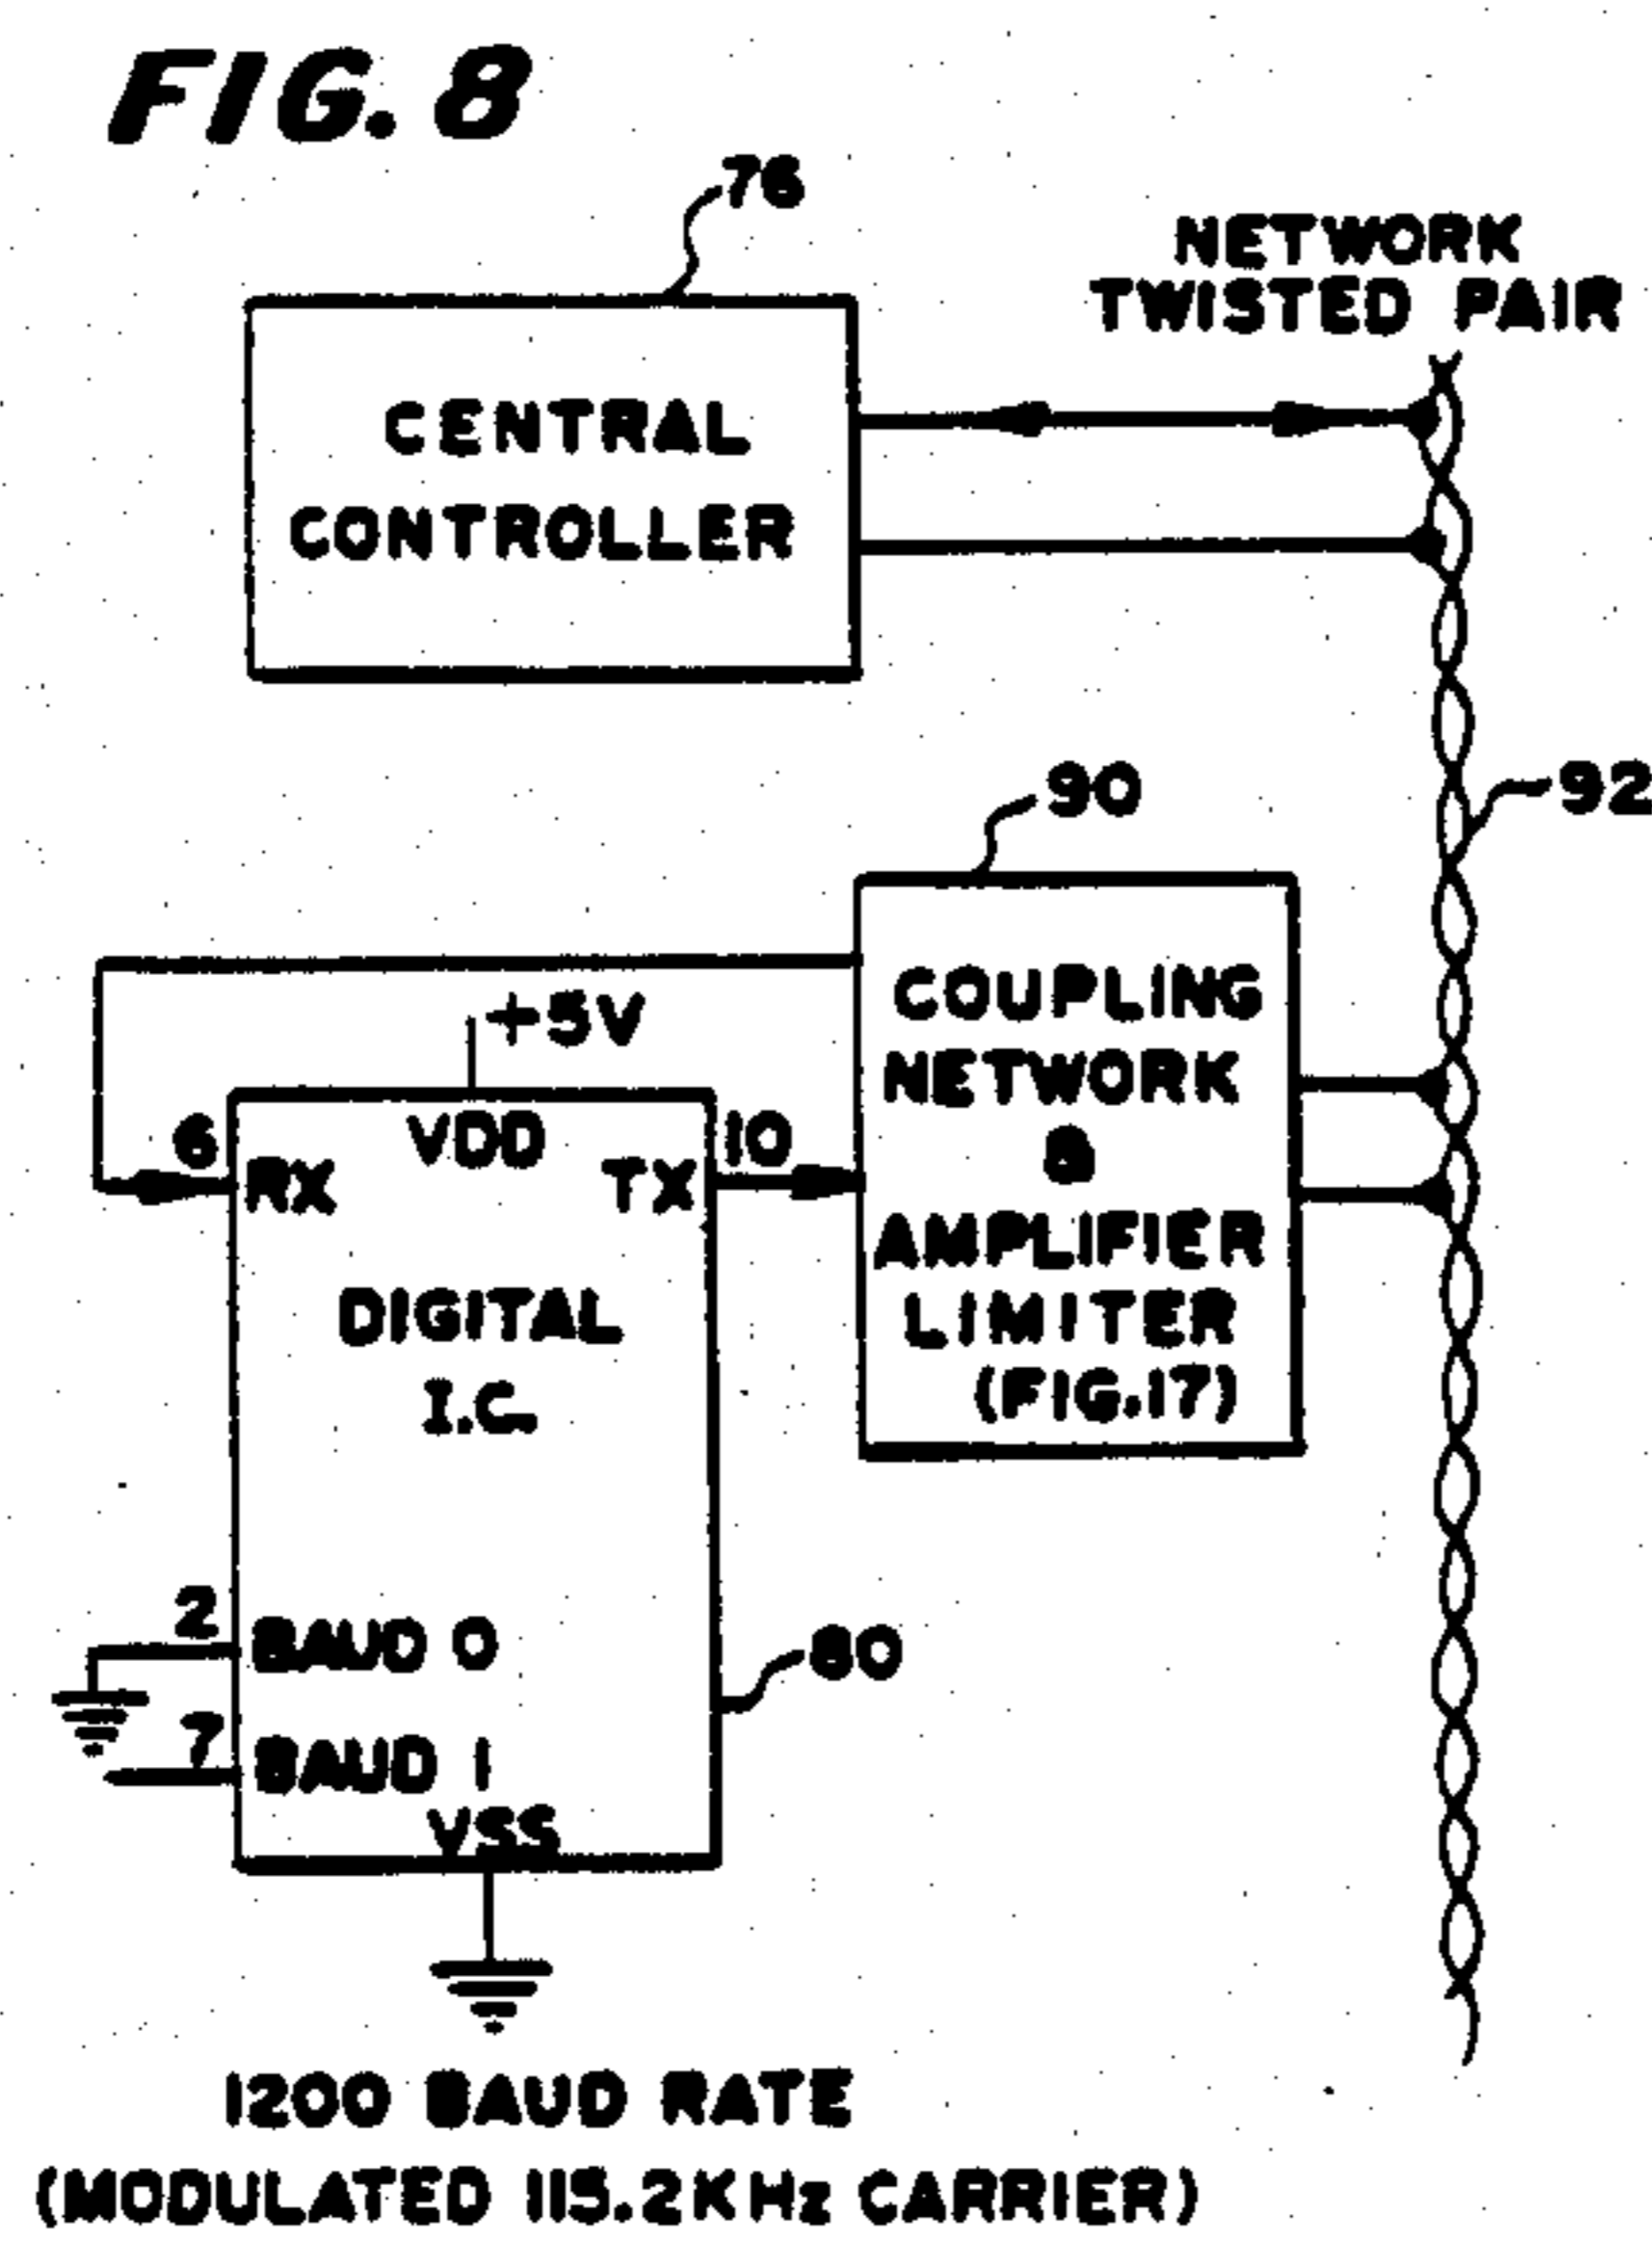 FIG. 8
76
NETWORK
TWISTED PAIR
CENTRAL
CONTROLLER
90
92
COUPLING
NETWORK
&
AMPLIFIER
LIMITER
(FIG.17)
+5V
6
VDD
10
RX
TX
DIGITAL
I.C.
2
BAUD 0
80
7
BAUD 1
VSS
1200 BAUD RATE
(MODULATED 115.2KHz CARRIER)